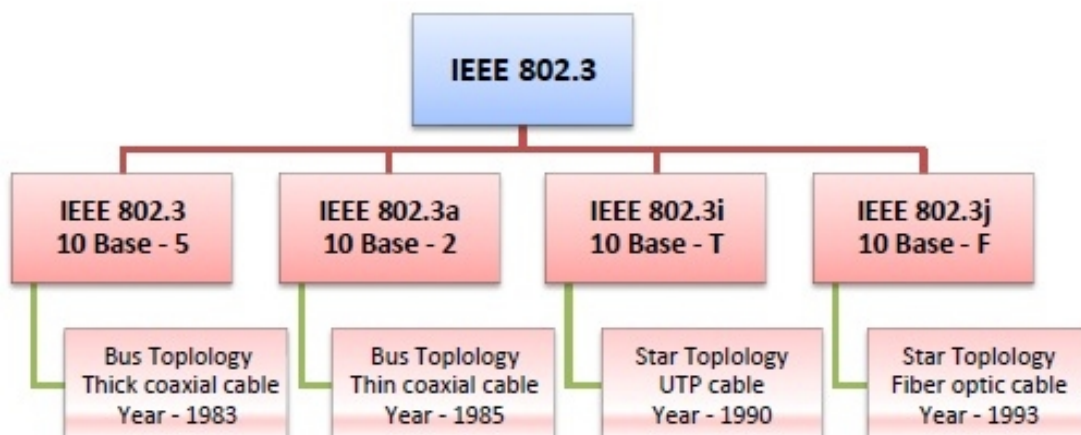 IEEE 802.3
IEEE 802.3
10 Base - 5
IEEE 802.3a
10 Base - 2
IEEE 802.3i
10 Base - T
IEEE 802.3j
10 Base - F
Bus Toplology
Thick coaxial cable
Year - 1983
Bus Toplology
Thin coaxial cable
Year - 1985
Star Toplology
UTP cable
Year - 1990
Star Toplology
Fiber optic cable
Year - 1993